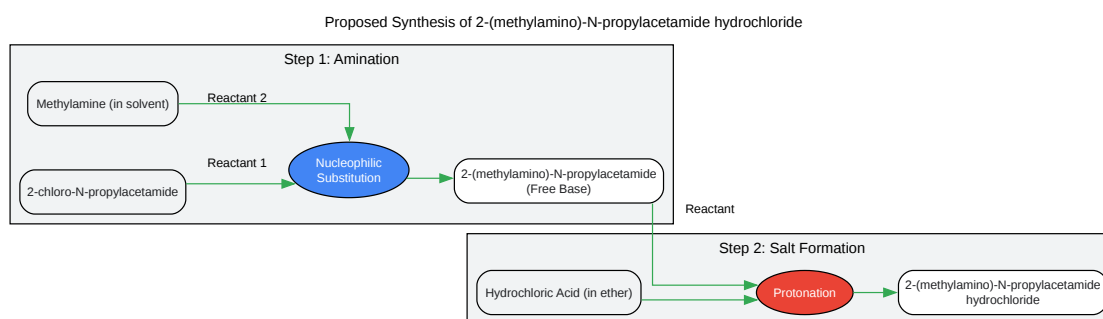 Proposed Synthesis of 2-(methylamino)-N-propylacetamide hydrochloride
Step 1: Amination
Methylamine (in solvent)
Reactant 2
2-chloro-N-propylacetamide
Reactant 1
Nucleophilic
Substitution
2-(methylamino)-N-propylacetamide
(Free Base)
Reactant
Step 2: Salt Formation
Hydrochloric Acid (in ether)
Protonation
2-(methylamino)-N-propylacetamide
hydrochloride